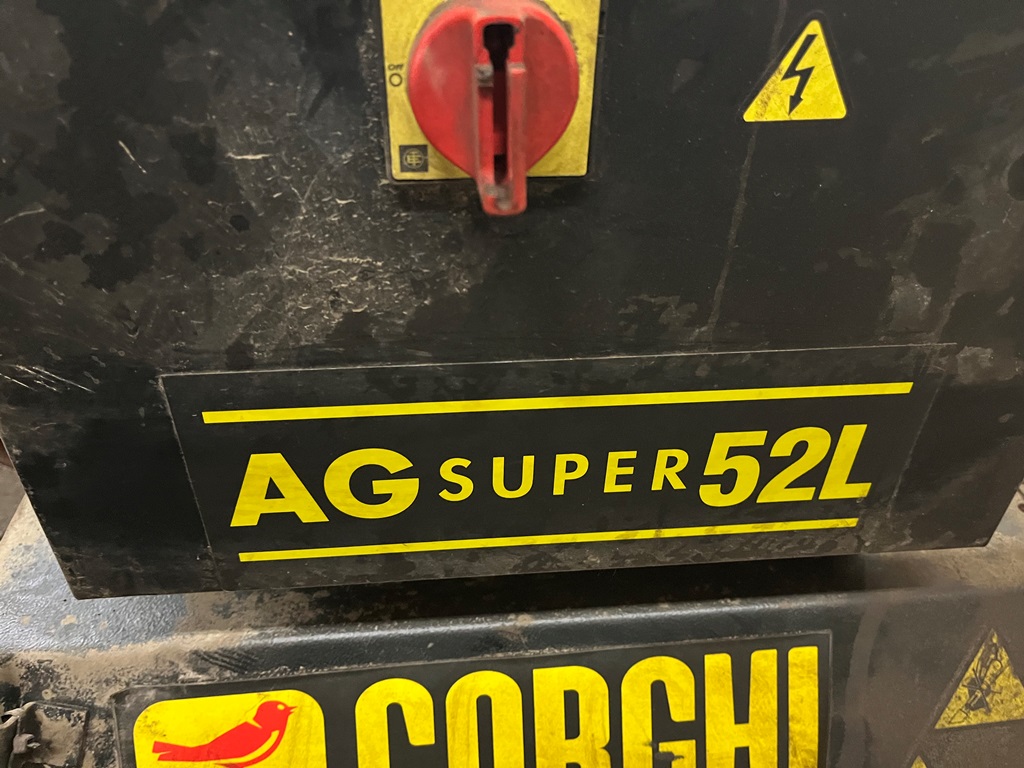 OFF
O
AG SUPER 52L
CORGHI